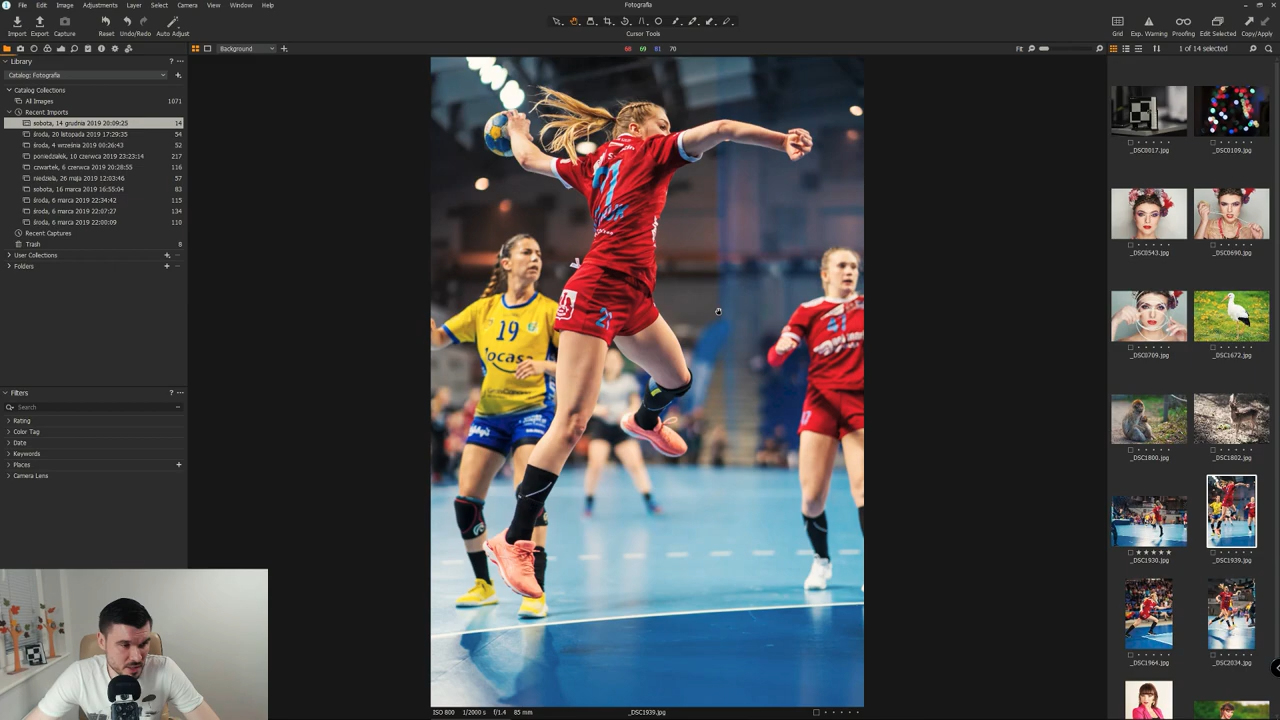 Fotografia
File Edit Image Adjustments Layer Select Camera View Window Help
Import Export Capture Reset Undo/Redo Auto Adjust Cursor Tools Grid Exp. Warning Proofing Edit Selected Copy/Apply
Background
68 69 81 70
Fit
1 of 14 selected
Library
Catalog: Fotografia
Catalog Collections
All Images 1071
Recent Imports
sobota, 14 grudnia 2019 20:09:25 14
środa, 20 listopada 2019 17:29:35 54
środa, 4 września 2019 00:26:43 52
poniedziałek, 10 czerwca 2019 23:23:14 217
czwartek, 6 czerwca 2019 20:28:55 116
niedziela, 26 maja 2019 12:03:46 57
sobota, 16 marca 2019 16:55:04 83
środa, 6 marca 2019 22:34:42 115
środa, 6 marca 2019 22:07:27 134
środa, 6 marca 2019 22:00:09 110
Recent Captures
Trash 8
User Collections
Folders
Filters
Search
Rating
Color Tag
Date
Keywords
Places
Camera Lens
19
locasa
21
41
_DSC0017.jpg _DSC0109.jpg
_DSC0543.jpg _DSC0690.jpg
_DSC0709.jpg _DSC1672.jpg
_DSC1800.jpg _DSC1802.jpg
_DSC1930.jpg _DSC1939.jpg
_DSC1964.jpg _DSC2034.jpg
ISO 800 1/2000 s f/1.4 85 mm
_DSC1939.jpg